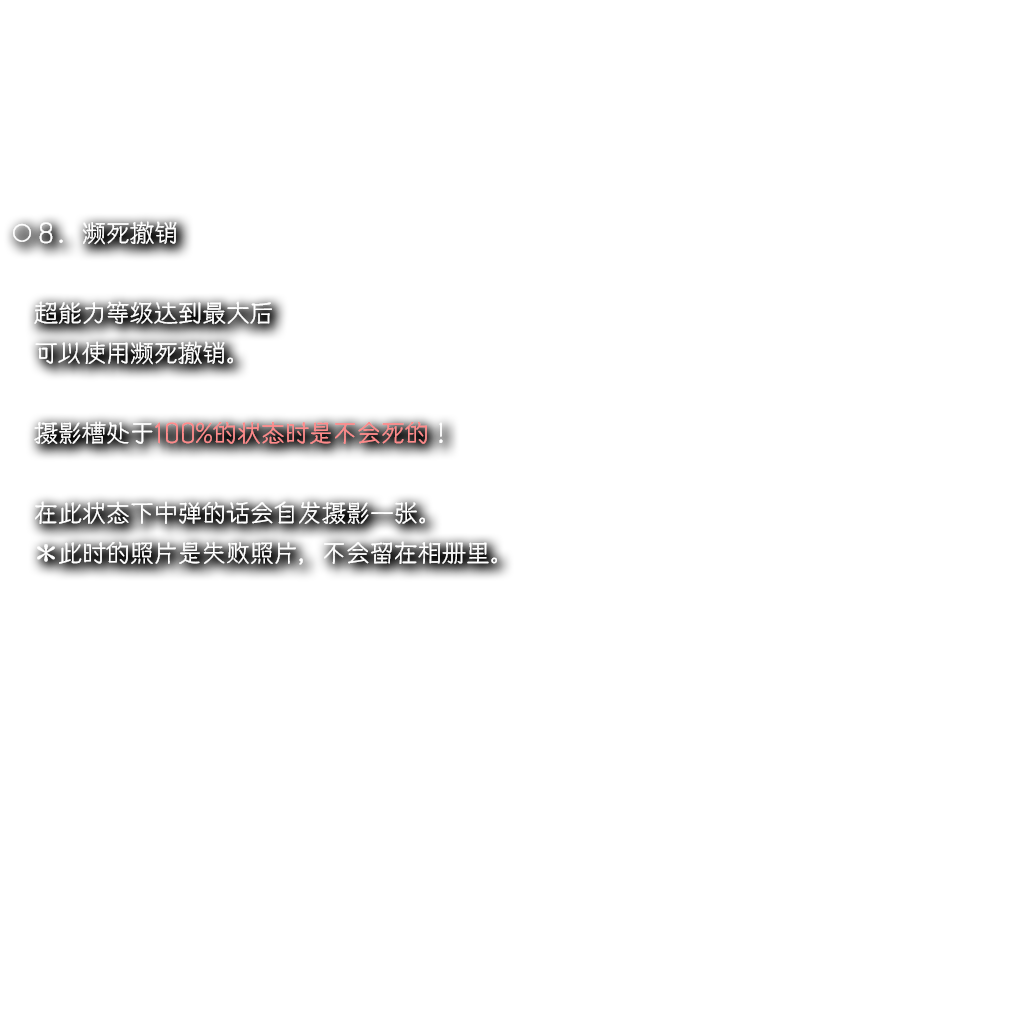 ○8．濒死撤销
超能力等级达到最大后
可以使用濒死撤销。
摄影槽处于100%的状态时是不会死的！
在此状态下中弹的话会自发摄影一张。
＊此时的照片是失败照片，不会留在相册里。